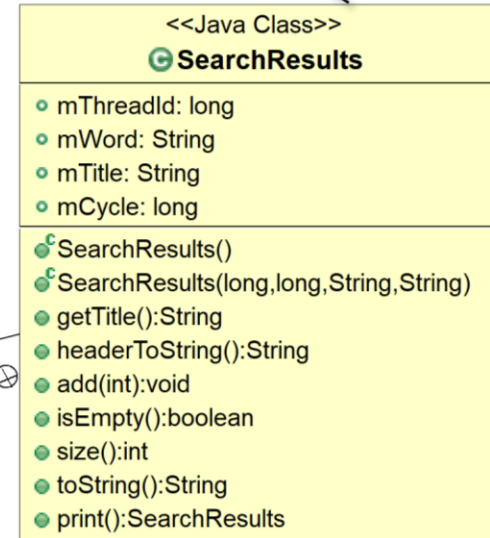 <<Java Class>>
C SearchResults
mThreadId: long
mWord: String
mTitle: String
mCycle: long
C SearchResults()
C SearchResults(long,long,String,String)
getTitle():String
headerToString():String
add(int):void
isEmpty():boolean
size():int
toString():String
print():SearchResults